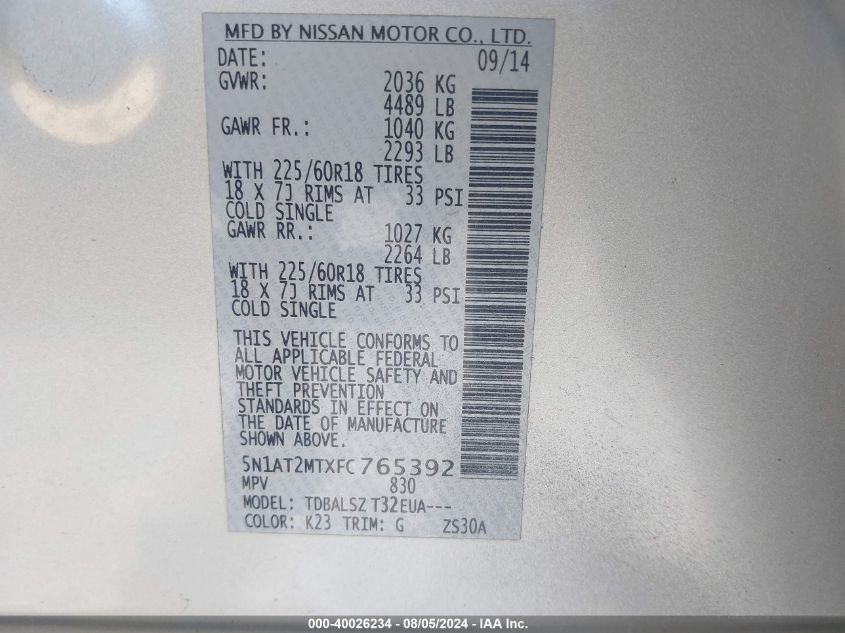 MFD BY NISSAN MOTOR CO., LTD.
DATE: 09/14
GVWR: 2036 KG
4489 LB
GAWR FR.: 1040 KG
2293 LB
WITH 225/60R18 TIRES
18 X 7J RIMS AT 33 PSI
COLD SINGLE
GAWR RR.: 1027 KG
2264 LB
WITH 225/60R18 TIRES
18 X 7J RIMS AT 33 PSI
COLD SINGLE
THIS VEHICLE CONFORMS TO
ALL APPLICABLE FEDERAL
MOTOR VEHICLE SAFETY AND
THEFT PREVENTION
STANDARDS IN EFFECT ON
THE DATE OF MANUFACTURE
SHOWN ABOVE.
5N1AT2MTXFC765392
MPV 830
MODEL: TDBALSZ T32EUA---
COLOR: K23 TRIM: G ZS30A
000-40026234 - 08/05/2024 - IAA Inc.